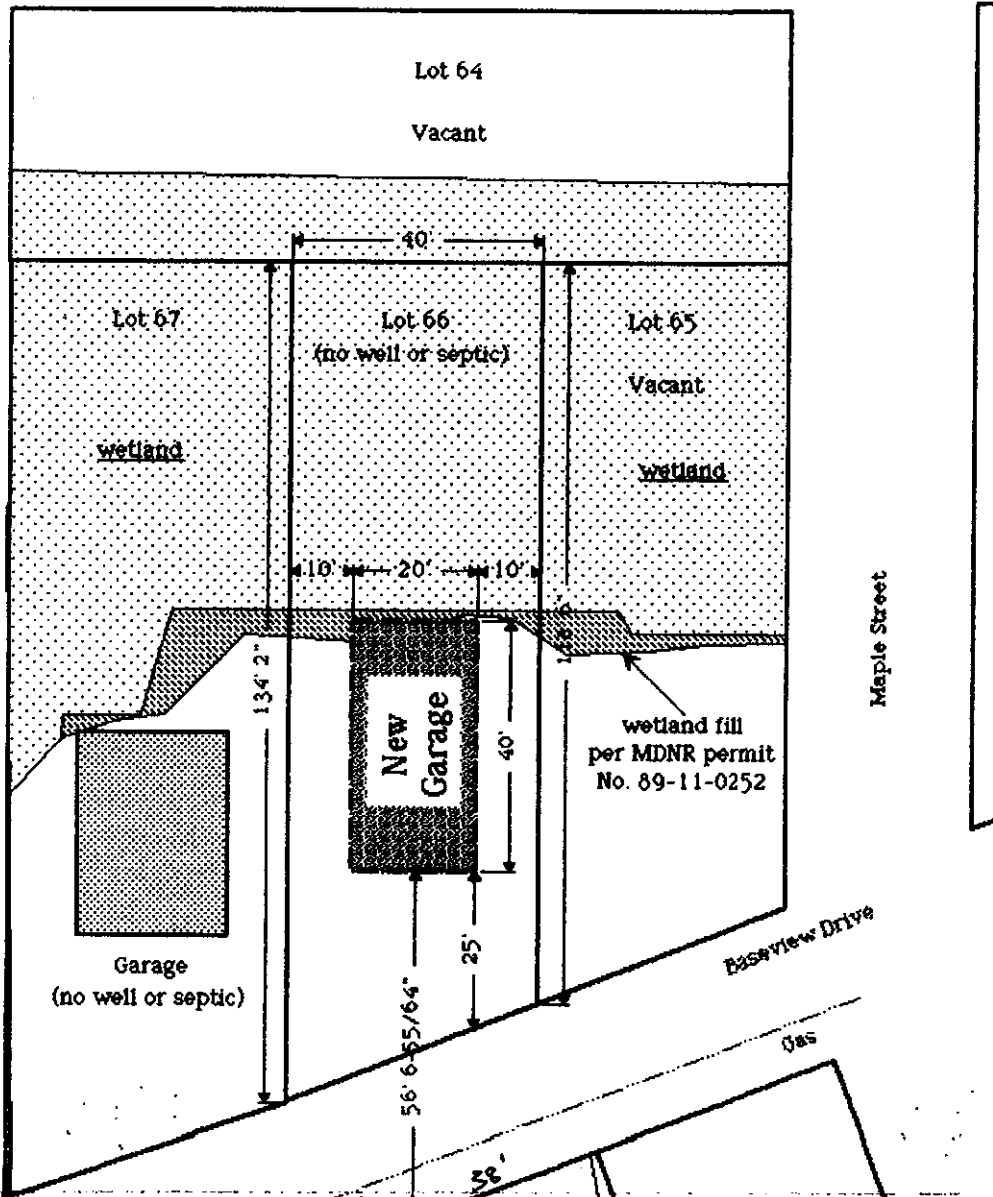 Lot 64
Vacant
40'
Lot 67
Lot 66
(no well or septic)
Lot 65
Vacant
wetland
wetland
10'
20'
10'
134' 2"
New
Garage
40'
wetland fill
per MDNR permit
No. 89-11-0252
Maple Street
25'
56' 6-55/64"
Garage
(no well or septic)
Baseview Drive
Gas
38'